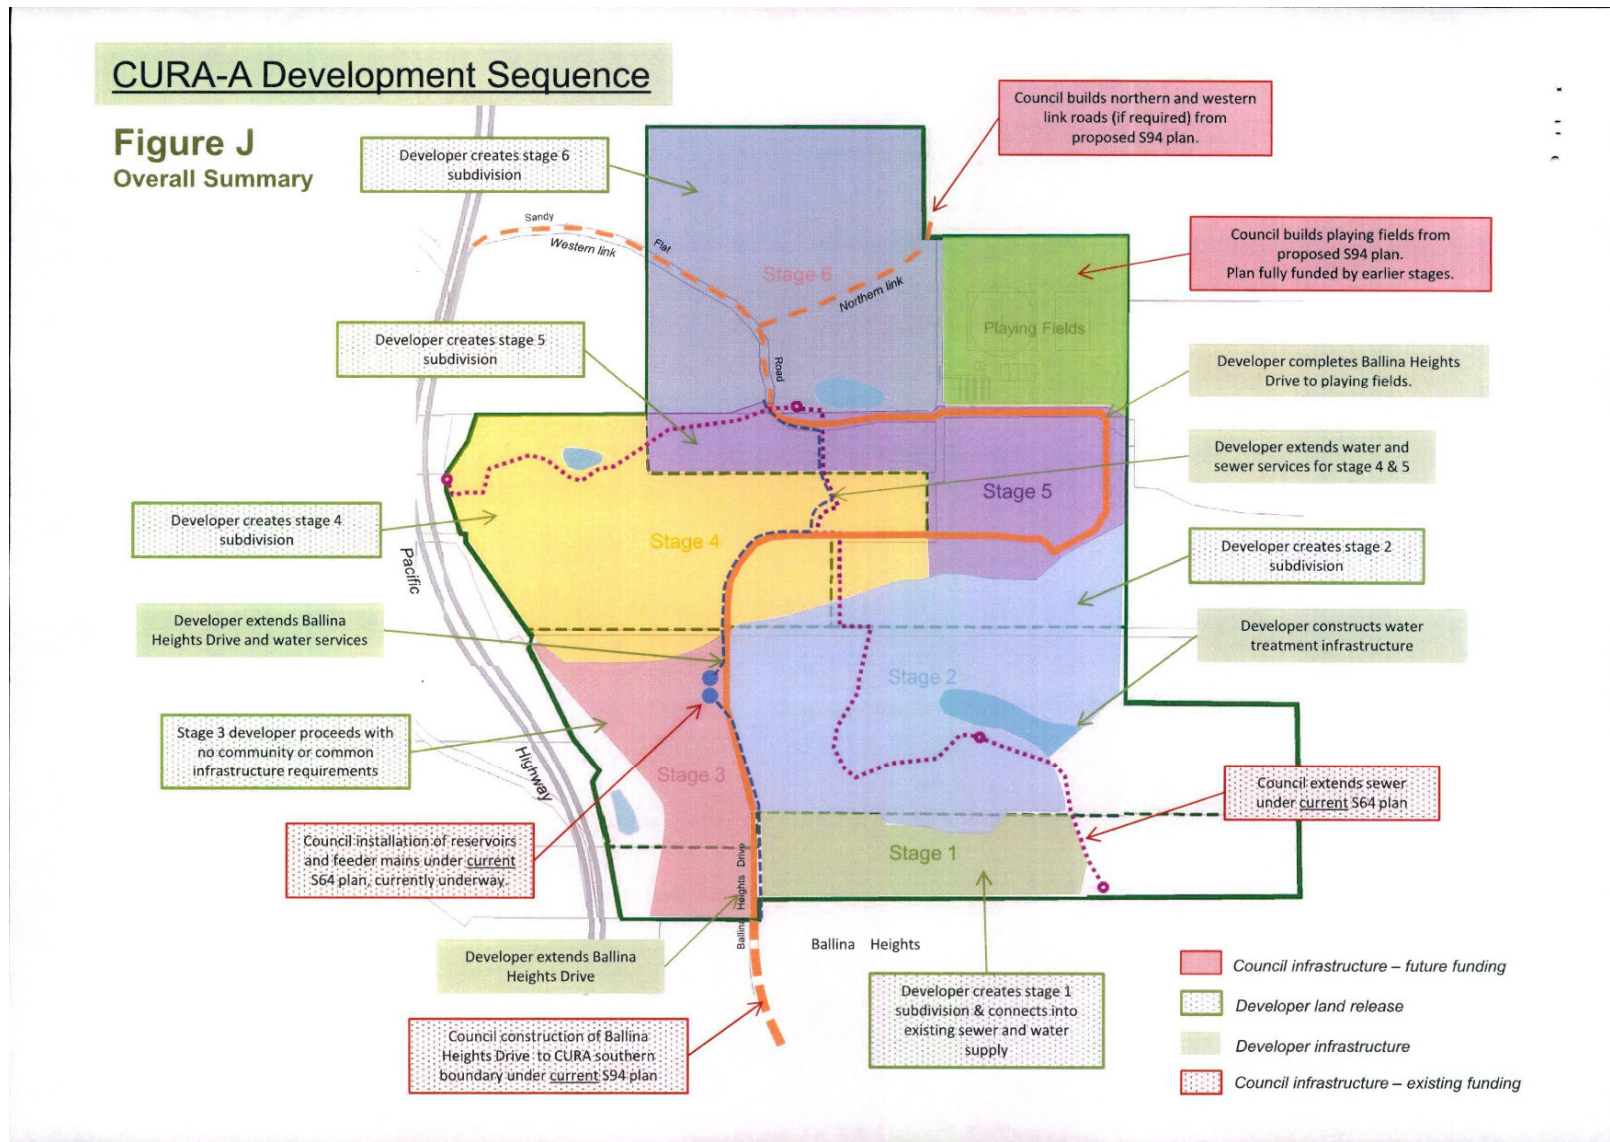 CURA-A Development Sequence
Figure J
Overall Summary
Developer creates stage 6
subdivision
Council builds northern and western
link roads (if required) from
proposed S94 plan.
Sandy
Western link
Flat
Stage 6
Northern link
Road
Council builds playing fields from
proposed S94 plan.
Plan fully funded by earlier stages.
Playing Fields
Developer creates stage 5
subdivision
Developer completes Ballina Heights
Drive to playing fields.
Developer extends water and
sewer services for stage 4 & 5
Stage 5
Developer creates stage 4
subdivision
Stage 4
Developer creates stage 2
subdivision
Pacific
Developer extends Ballina
Heights Drive and water services
Developer constructs water
treatment infrastructure
Stage 2
Stage 3 developer proceeds with
no community or common
infrastructure requirements
Highway
Stage 3
Council extends sewer
under current S64 plan
Council installation of reservoirs
and feeder mains under current
S64 plan, currently underway.
Stage 1
Ballina Heights Drive
Ballina Heights
Developer extends Ballina
Heights Drive
Developer creates stage 1
subdivision & connects into
existing sewer and water
supply
Council construction of Ballina
Heights Drive to CURA southern
boundary under current S94 plan
Council infrastructure – future funding
Developer land release
Developer infrastructure
Council infrastructure – existing funding